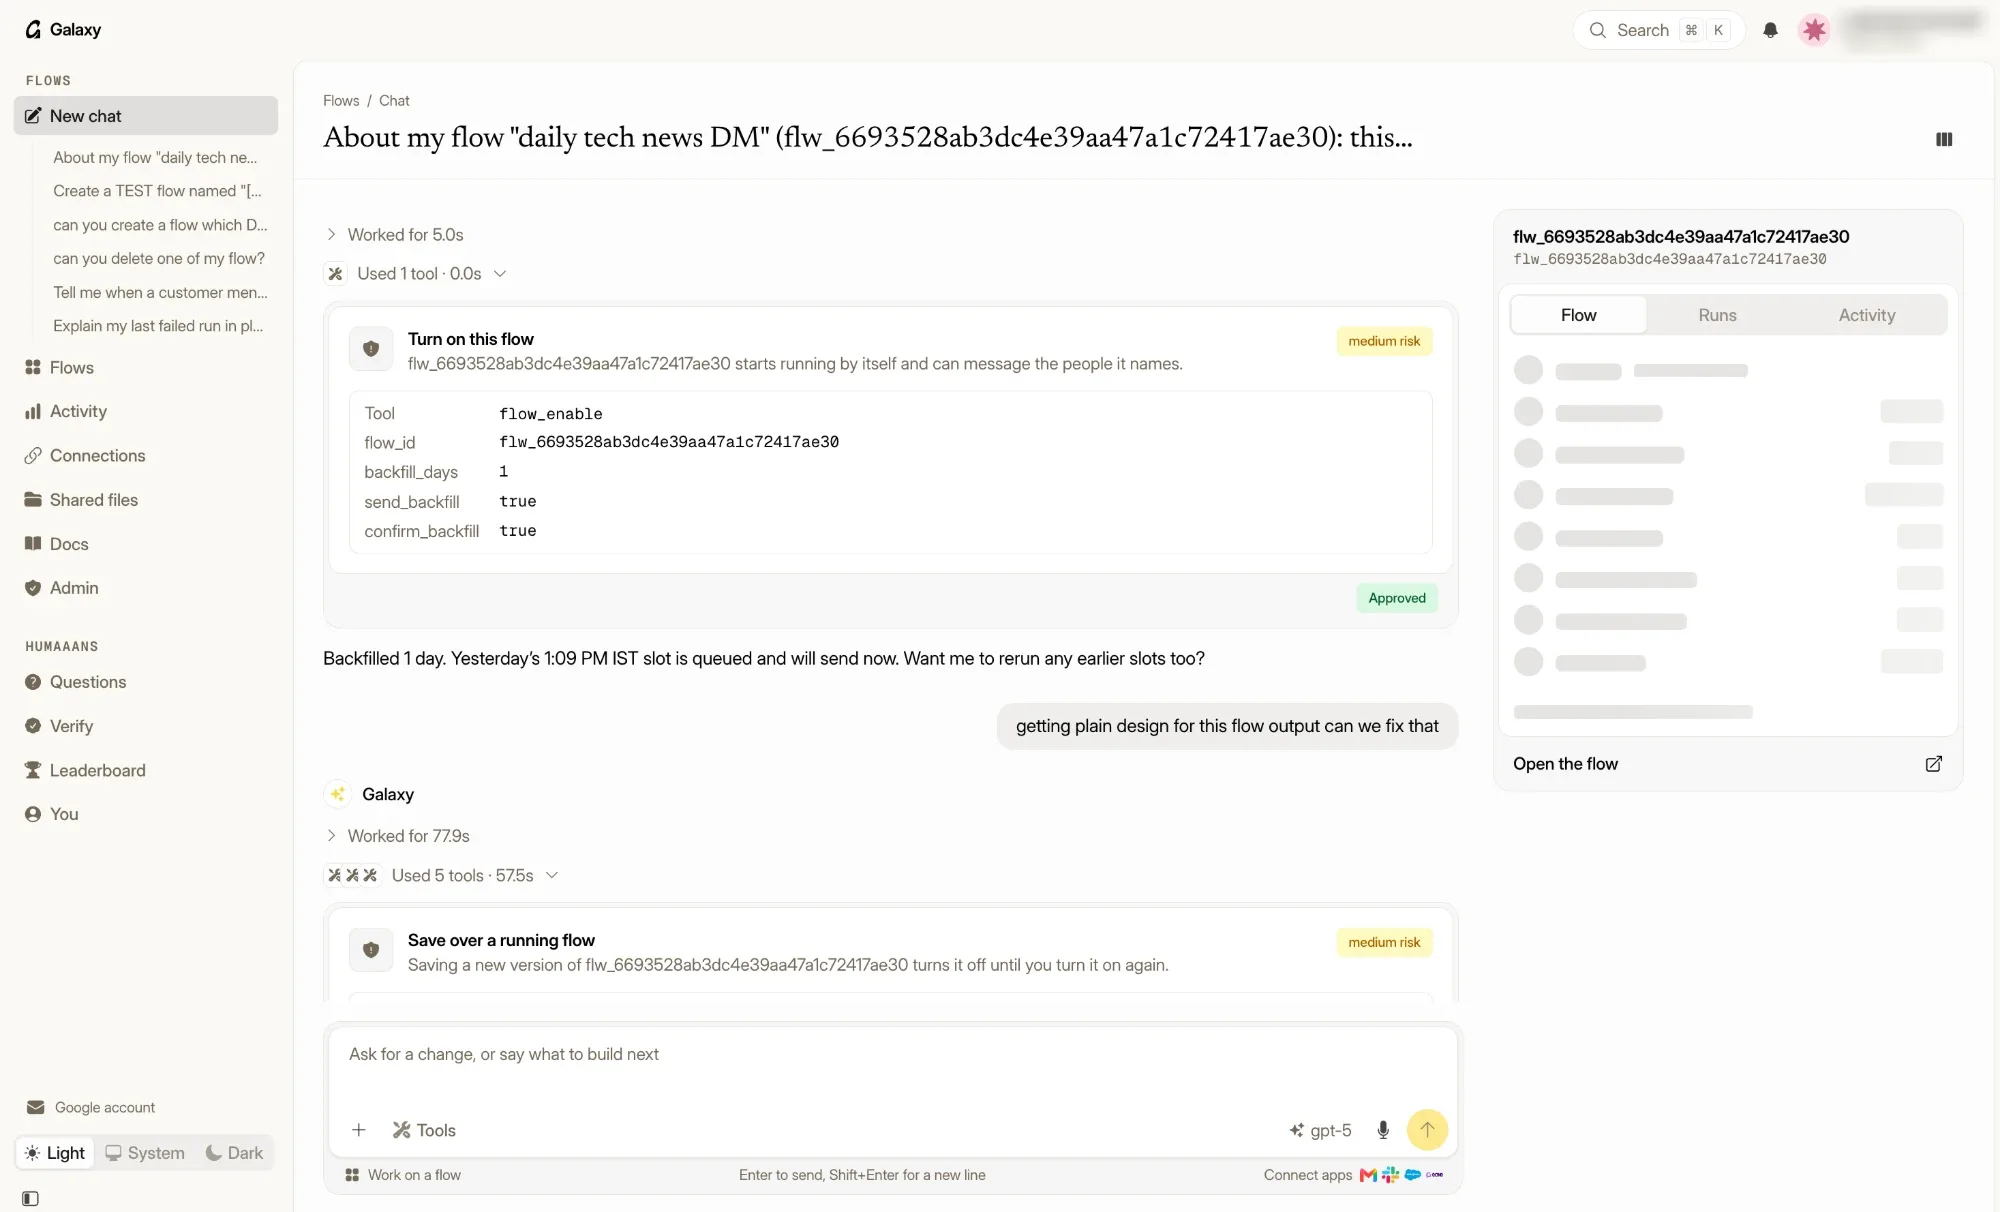 Galaxy
Search ⌘ K
FLOWS
New chat
About my flow "daily tech ne...
Create a TEST flow named "[...
can you create a flow which D...
can you delete one of my flow?
Tell me when a customer men...
Explain my last failed run in pl...
Flows
Activity
Connections
Shared files
Docs
Admin
HUMAAANS
Questions
Verify
Leaderboard
You
Google account
Light System Dark
Flows / Chat
About my flow "daily tech news DM" (flw_6693528ab3dc4e39aa47a1c72417ae30): this...
Worked for 5.0s
Used 1 tool · 0.0s
Turn on this flow
medium risk
flw_6693528ab3dc4e39aa47a1c72417ae30 starts running by itself and can message the people it names.
Tool flow_enable
flow_id flw_6693528ab3dc4e39aa47a1c72417ae30
backfill_days 1
send_backfill true
confirm_backfill true
Approved
Backfilled 1 day. Yesterday's 1:09 PM IST slot is queued and will send now. Want me to rerun any earlier slots too?
getting plain design for this flow output can we fix that
Galaxy
Worked for 77.9s
Used 5 tools · 57.5s
Save over a running flow
medium risk
Saving a new version of flw_6693528ab3dc4e39aa47a1c72417ae30 turns it off until you turn it on again.
Ask for a change, or say what to build next
Tools
gpt-5
Work on a flow
Enter to send, Shift+Enter for a new line
Connect apps
flw_6693528ab3dc4e39aa47a1c72417ae30
flw_6693528ab3dc4e39aa47a1c72417ae30
Flow Runs Activity
Open the flow